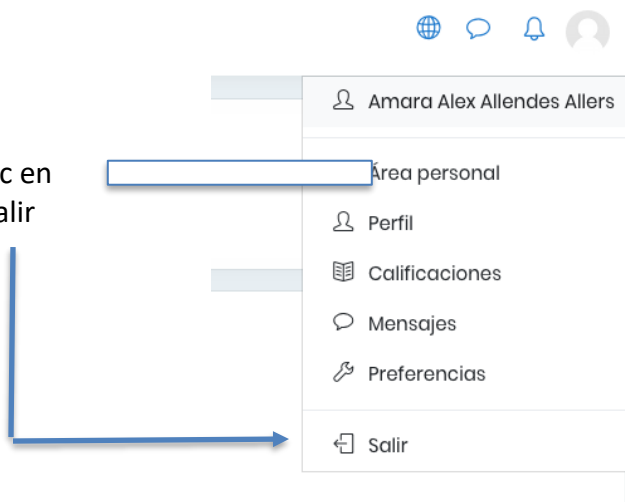 Amara Alex Allendes Allers
Área personal
c en
alir
Perfil
Calificaciones
Mensajes
Preferencias
Salir